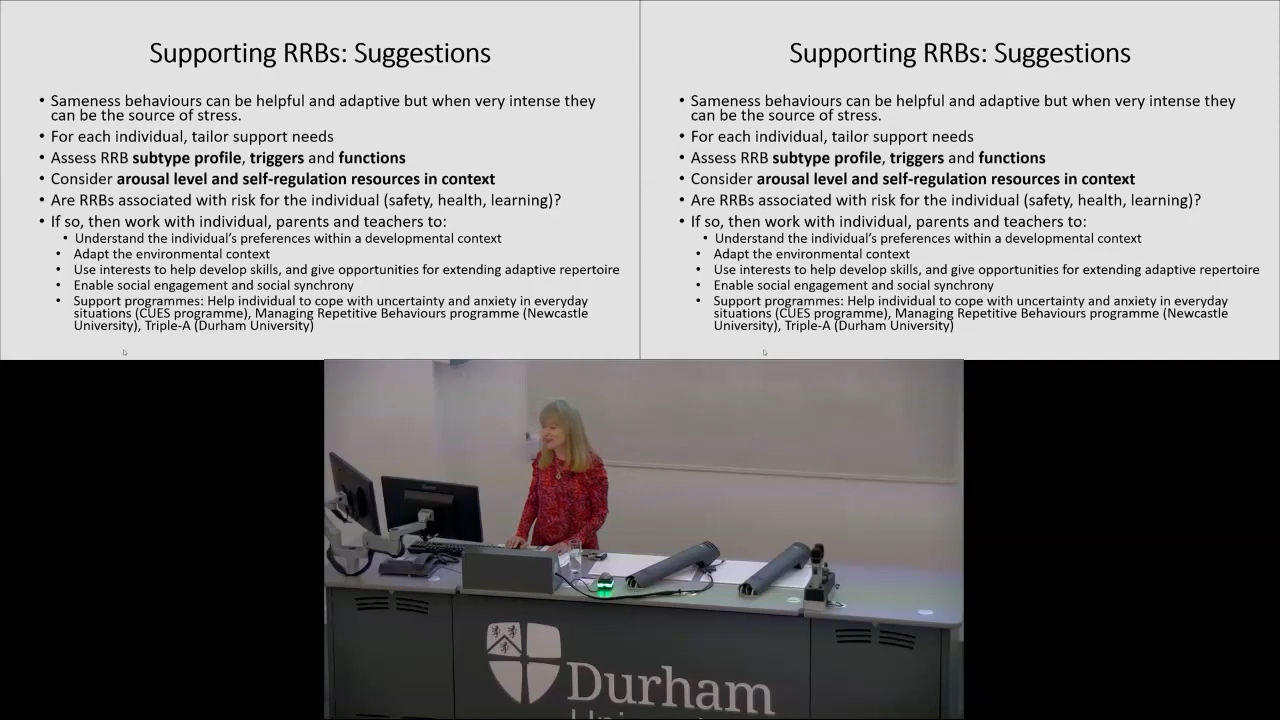 Supporting RRBs: Suggestions
• Sameness behaviours can be helpful and adaptive but when very intense they
can be the source of stress.
• For each individual, tailor support needs
• Assess RRB subtype profile, triggers and functions
• Consider arousal level and self-regulation resources in context
• Are RRBs associated with risk for the individual (safety, health, learning)?
• If so, then work with individual, parents and teachers to:
• Understand the individual's preferences within a developmental context
• Adapt the environmental context
• Use interests to help develop skills, and give opportunities for extending adaptive repertoire
• Enable social engagement and social synchrony
• Support programmes: Help individual to cope with uncertainty and anxiety in everyday
situations (CUES programme), Managing Repetitive Behaviours programme (Newcastle
University), Triple-A (Durham University)
Supporting RRBs: Suggestions
• Sameness behaviours can be helpful and adaptive but when very intense they
can be the source of stress.
• For each individual, tailor support needs
• Assess RRB subtype profile, triggers and functions
• Consider arousal level and self-regulation resources in context
• Are RRBs associated with risk for the individual (safety, health, learning)?
• If so, then work with individual, parents and teachers to:
• Understand the individual's preferences within a developmental context
• Adapt the environmental context
• Use interests to help develop skills, and give opportunities for extending adaptive repertoire
• Enable social engagement and social synchrony
• Support programmes: Help individual to cope with uncertainty and anxiety in everyday
situations (CUES programme), Managing Repetitive Behaviours programme (Newcastle
University), Triple-A (Durham University)
Durham